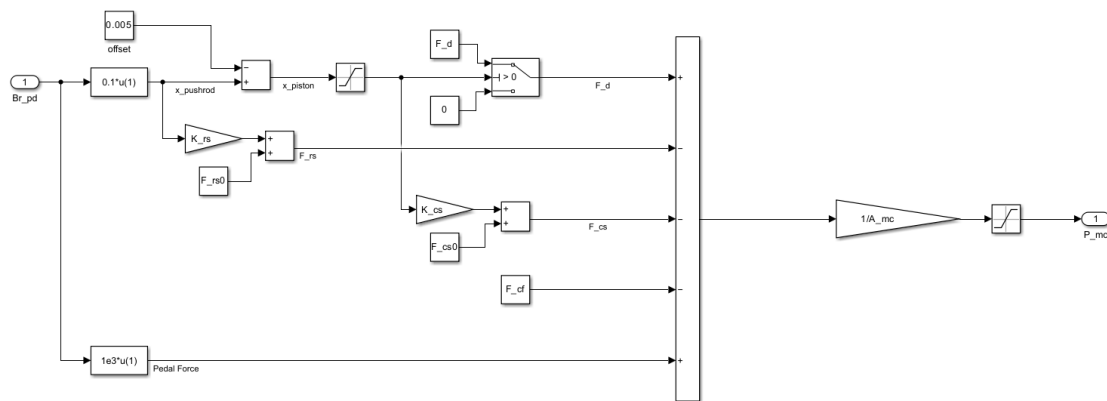 0.005
offset
1
Br_pd
0.1*u(1)
x_pushrod
−
+
x_piston
F_d
> 0
0
F_d
+
K_rs
+
+
F_rs0
F_rs
−
K_cs
+
+
F_cs0
F_cs
−
1/A_mc
1
P_mc
F_cf
−
1e3*u(1)
Pedal Force
+